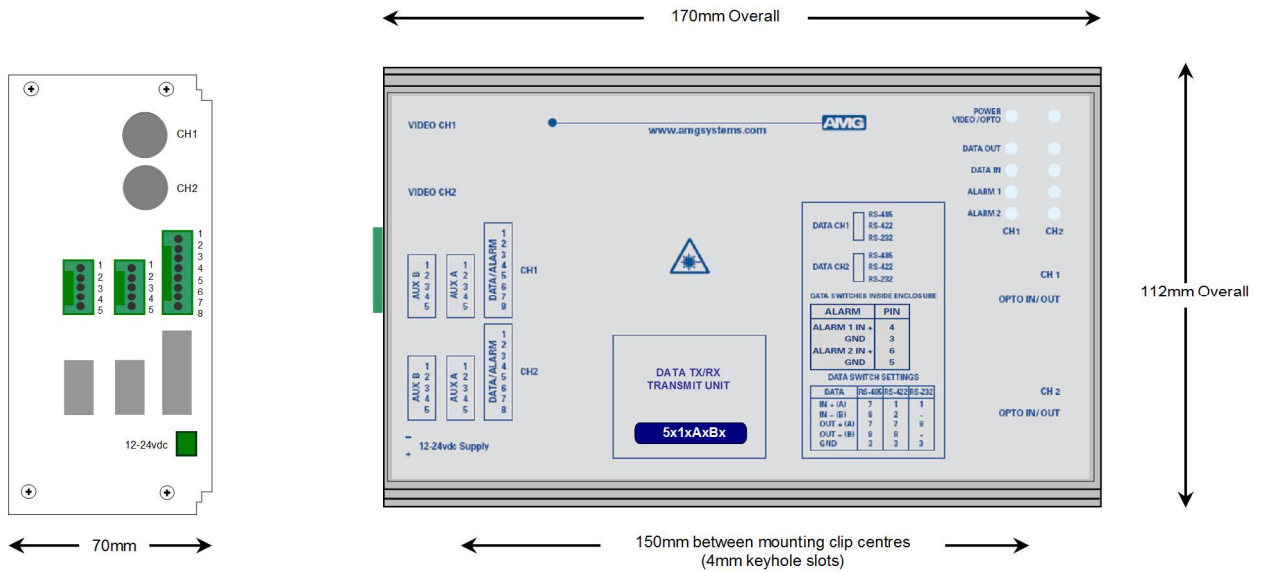 170mm Overall
CH1
CH2
1
2
3
4
5
1
2
3
4
5
1
2
3
4
5
6
7
8
12-24vdc
70mm
VIDEO CH1
www.amgsystems.com
AMG
VIDEO CH2
POWER
VIDEO/OPTO
DATA OUT
DATA IN
ALARM 1
ALARM 2
CH1 CH2
AUX B 1 2 3 4 5
AUX A 1 2 3 4 5
DATA/ALARM 1 2 3 4 5 6 7 8
CH1
AUX B 1 2 3 4 5
AUX A 1 2 3 4 5
DATA/ALARM 1 2 3 4 5 6 7 8
CH2
− 12-24vdc Supply
+
DATA TX/RX
TRANSMIT UNIT
5x1xAxBx
DATA CH1
RS-485
RS-422
RS-232
DATA CH2
RS-485
RS-422
RS-232
DATA SWITCHES INSIDE ENCLOSURE
ALARM PIN
ALARM 1 IN + 4
GND 3
ALARM 2 IN + 6
GND 5
DATA SWITCH SETTINGS
DATA RS-485 RS-422 RS-232
IN + (A) 7 1 1
IN − (B) 8 2 -
OUT + (A) 7 7 8
OUT − (B) 8 8 -
GND 3 3 3
CH 1
OPTO IN/OUT
CH 2
OPTO IN/OUT
112mm Overall
150mm between mounting clip centres
(4mm keyhole slots)